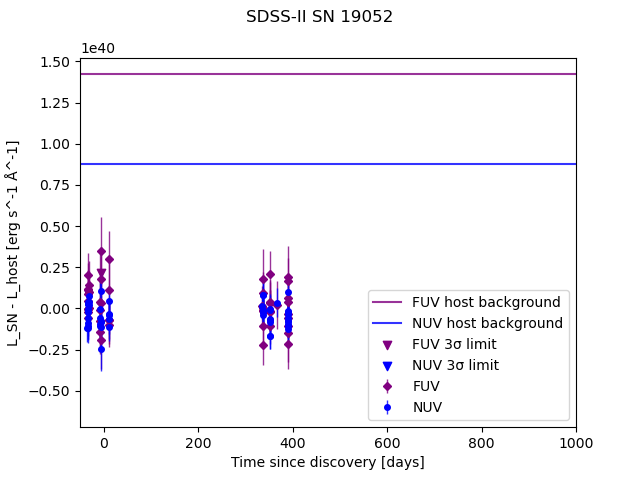 SDSS-II SN 19052
1e40
1.50
1.25
1.00
0.75
0.50
0.25
0.00
−0.25
−0.50
L_SN - L_host [erg s^-1 Å^-1]
FUV host background
NUV host background
FUV 3σ limit
NUV 3σ limit
FUV
NUV
0 200 400 600 800 1000
Time since discovery [days]